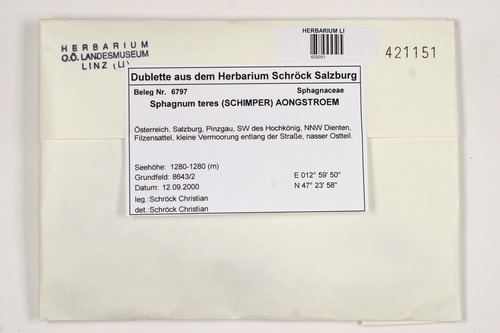 HERBARIUM
O.Ö. LANDESMUSEUM
LINZ (LI)
HERBARIUM LI
421151
Dublette aus dem Herbarium Schröck Salzburg
Beleg Nr. 6797 Sphagnaceae
Sphagnum teres (SCHIMPER) AONGSTROEM
Österreich, Salzburg, Pinzgau, SW des Hochkönig, NNW Dienten,
Filzensattel, kleine Vermoorung entlang der Straße, nasser Ostteil.
Seehöhe: 1280-1280 (m)
Grundfeld: 8643/2 E 012° 59' 50"
Datum: 12.09.2000 N 47° 23' 58"
leg.:Schröck Christian
det.:Schröck Christian